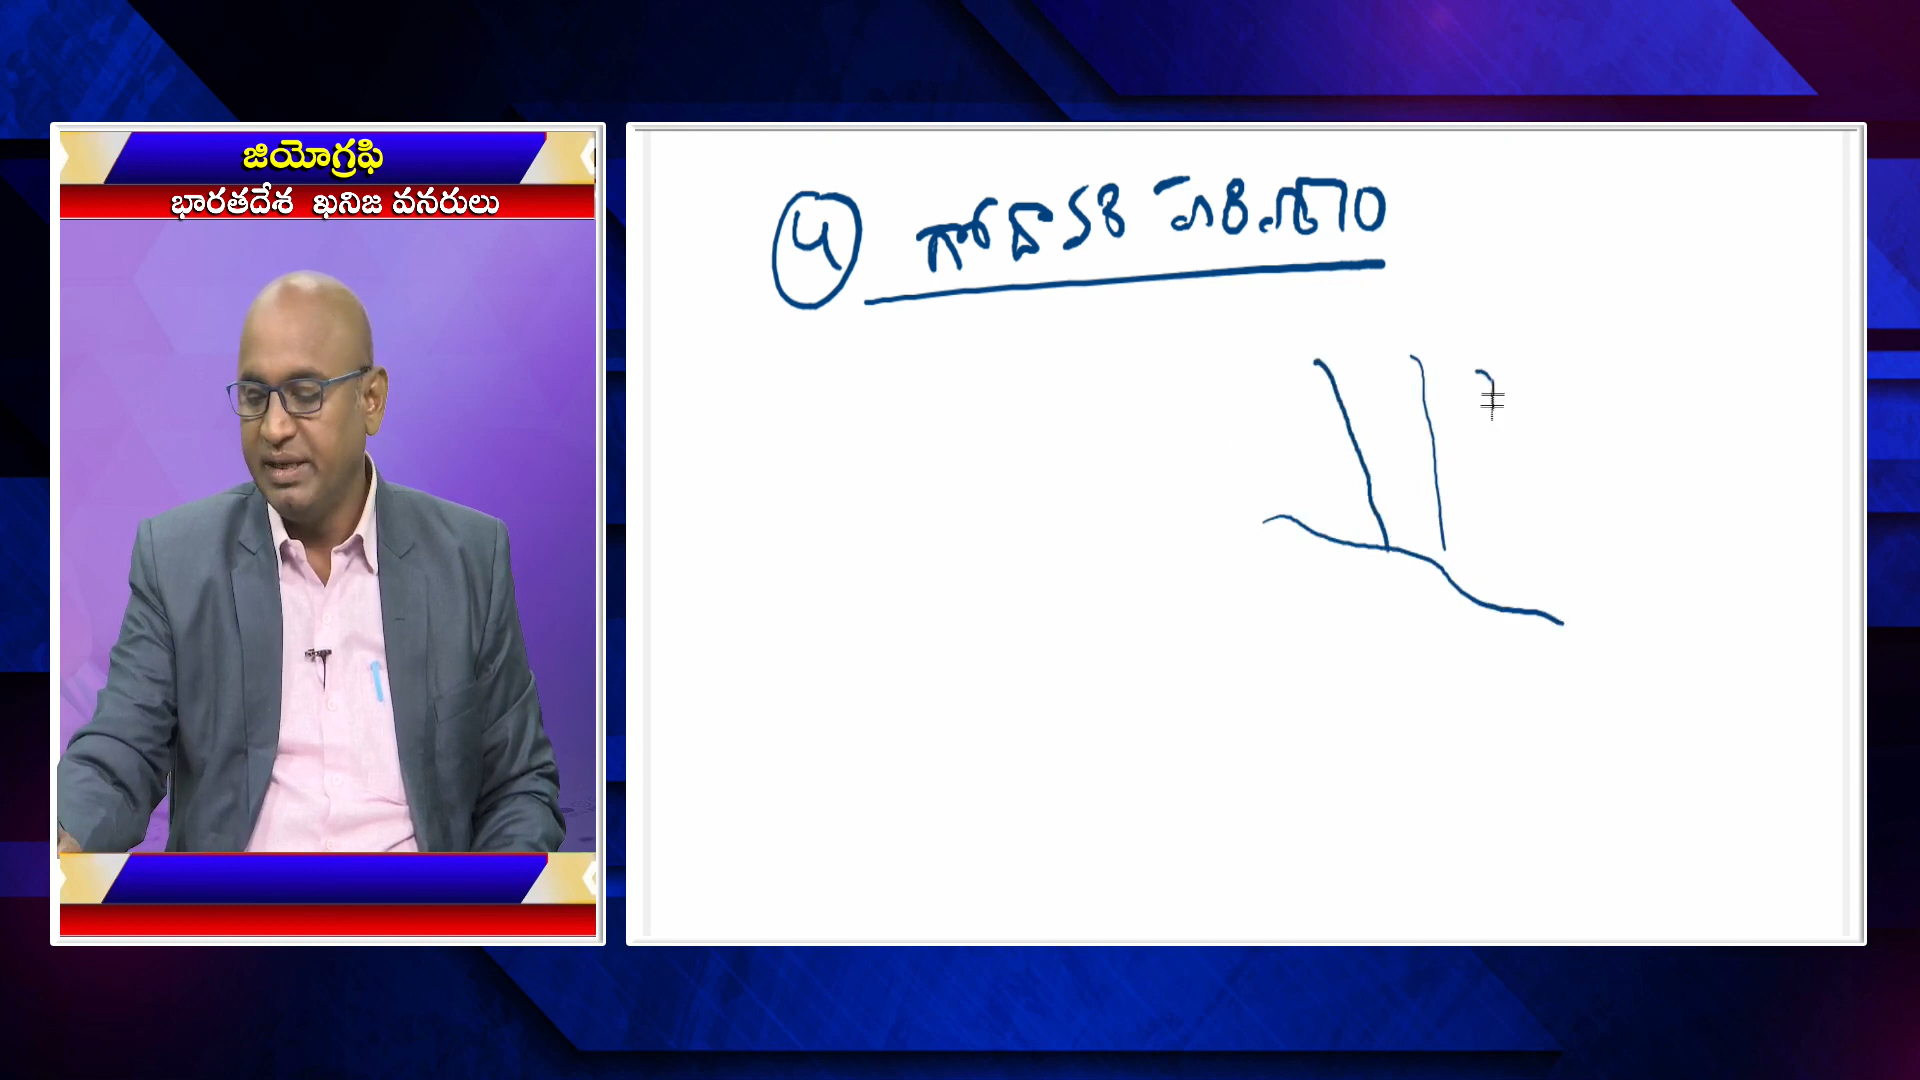 జియోగ్రఫి
భారతదేశ ఖనిజ వనరులు
4 గోదావరి పరివాహం